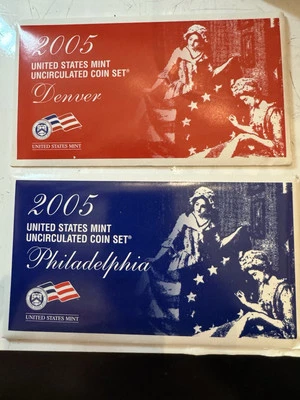 2005
UNITED STATES MINT
UNCIRCULATED COIN SET®
Denver
UNITED STATES MINT
2005
UNITED STATES MINT
UNCIRCULATED COIN SET®
Philadelphia
UNITED STATES MINT